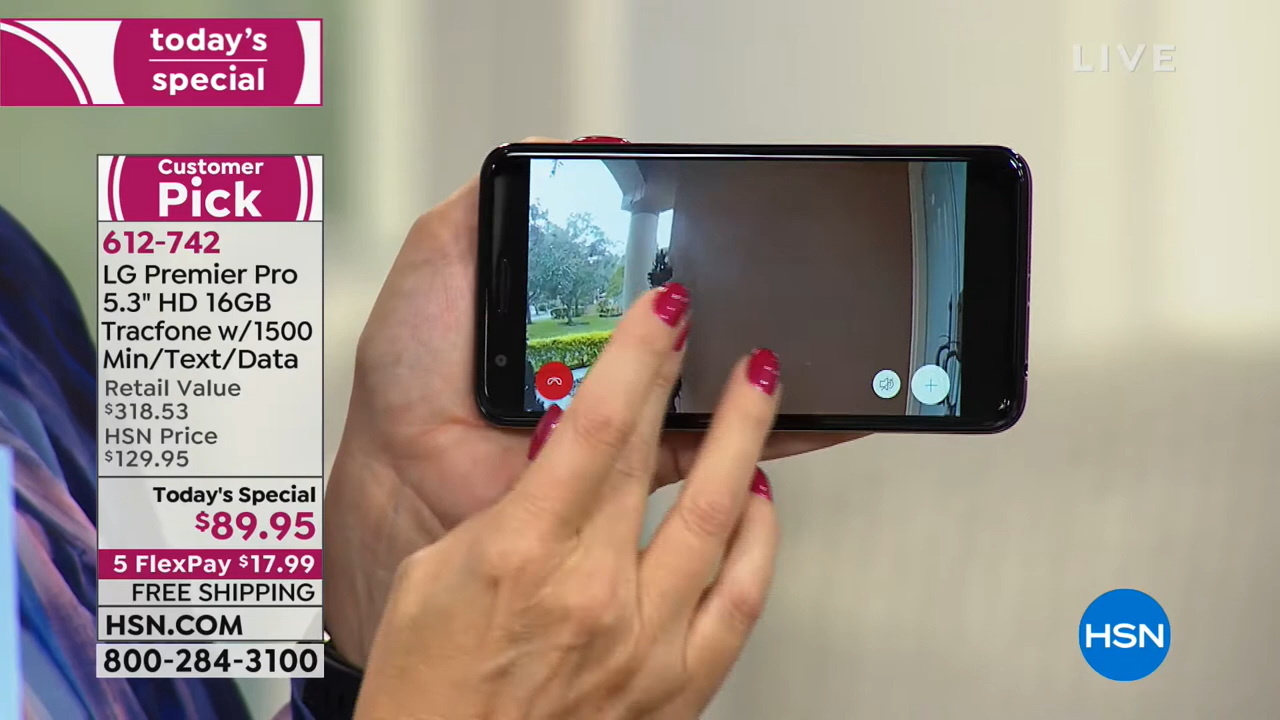 today's
special
LIVE
Customer
Pick
612-742
LG Premier Pro
5.3" HD 16GB
Tracfone w/1500
Min/Text/Data
Retail Value
$318.53
HSN Price
$129.95
Today's Special
$89.95
5 FlexPay $17.99
FREE SHIPPING
HSN.COM
800-284-3100
HSN